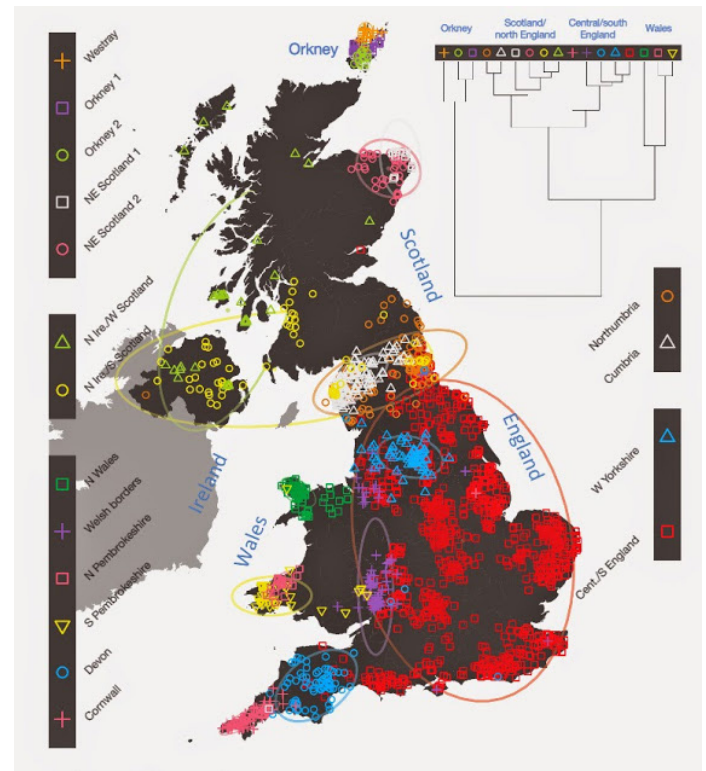 Orkney
Scotland/
north England
Central/south
England
Wales
Orkney
Westray
Orkney 1
Orkney 2
NE Scotland 1
NE Scotland 2
Scotland
N Ire./W Scotland
N Ire./S Scotland
Northumbria
Cumbria
England
Ireland
Wales
N Wales
Welsh borders
N Pembrokeshire
S Pembrokeshire
Devon
Cornwall
W Yorkshire
Cent./S England